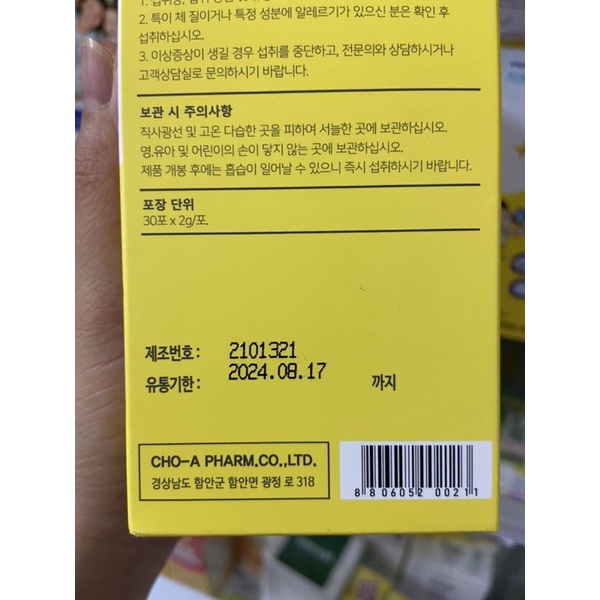 2. 특이 체 질이거나 특정 성분에 알레르기가 있으신 분은 확인 후
섭취하십시오.
3. 이상증상이 생길 경우 섭취를 중단하고, 전문의와 상담하시거나
고객상담실로 문의하시기 바랍니다.
보관 시 주의사항
직사광선 및 고온 다습한 곳을 피하여 서늘한 곳에 보관하십시오.
영.유아 및 어린이의 손이 닿지 않는 곳에 보관하십시오.
제품 개봉 후에는 흡습이 일어날 수 있으니 즉시 섭취하시기 바랍니다.
포장 단위
30포 x 2g/포.
제조번호 : 2101321
유통기한 : 2024.08.17 까지
CHO-A PHARM.CO.,LTD.
경상남도 함안군 함안면 광정 로 318
8 806052 00211